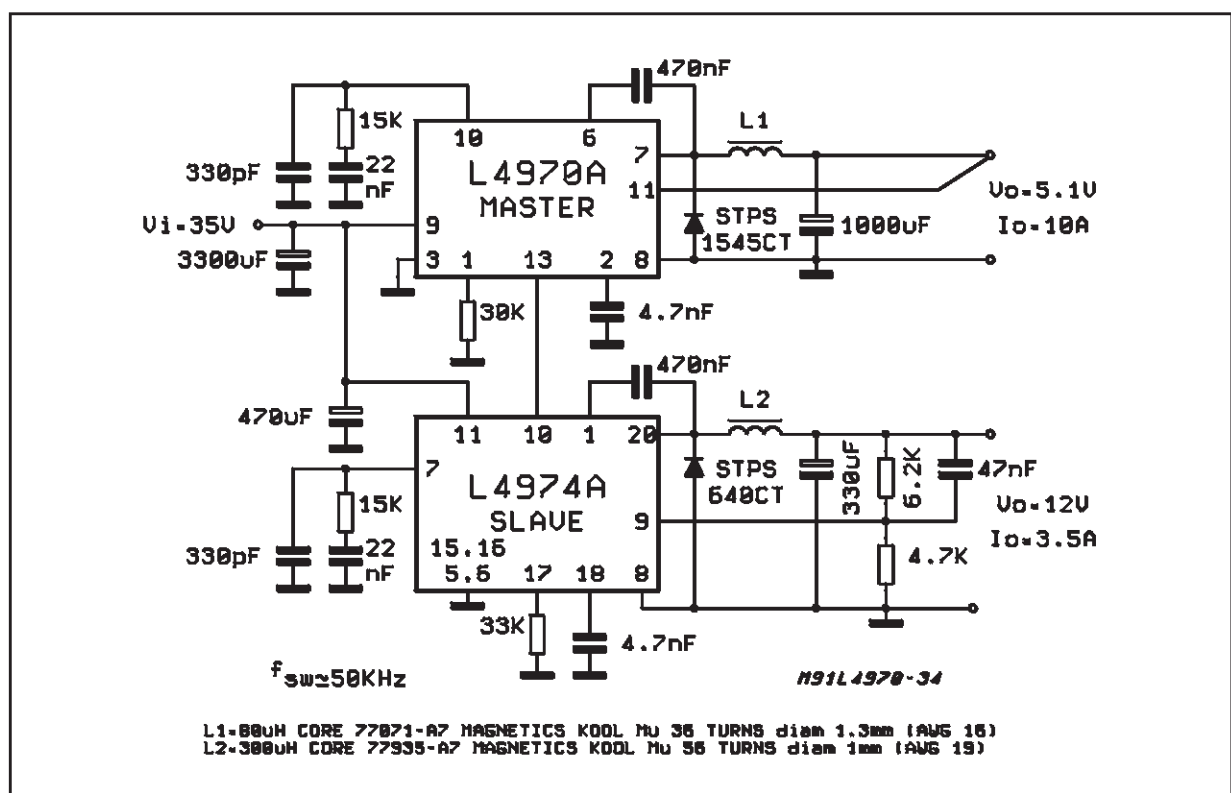 470nF
L1
15K
10
6
7
330pF
22
nF
L4970A
11
MASTER
Vo=5.1V
Vi=35V
9
STPS
1545CT
1000uF
Io=10A
3300uF
3
1
13
2
8
30K
4.7nF
470nF
L2
470uF
11
10
1
20
7
STPS
640CT
330uF
6.2K
47nF
15K
L4974A
SLAVE
9
Vo=12V
Io=3.5A
330pF
22
nF
15.16
5.6
17
18
8
4.7K
33K
4.7nF
fsw≃50KHz
M91L4970-34
L1=80uH CORE 77071-A7 MAGNETICS KOOL Mu 36 TURNS diam 1.3mm (AWG 16)
L2=300uH CORE 77935-A7 MAGNETICS KOOL Mu 56 TURNS diam 1mm (AWG 19)